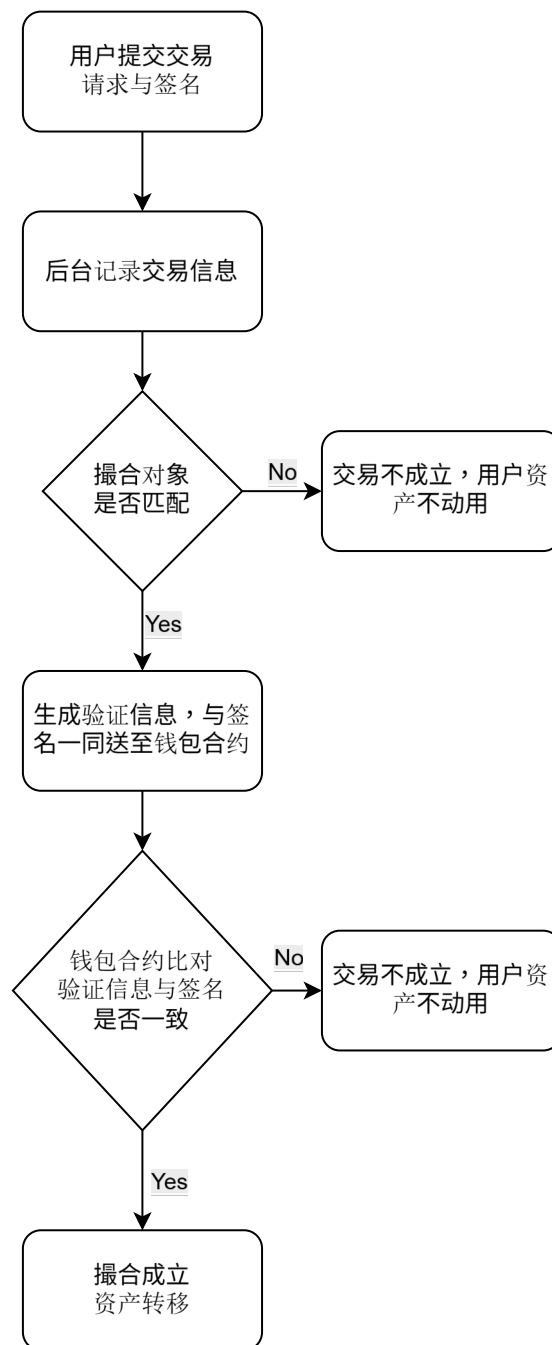 用户提交交易
请求与签名
后台记录交易信息
撮合对象
是否匹配
No
交易不成立，用户资
产不动用
Yes
生成验证信息，与签
名一同送至钱包合约
钱包合约比对
验证信息与签名
是否一致
No
交易不成立，用户资
产不动用
Yes
撮合成立
资产转移